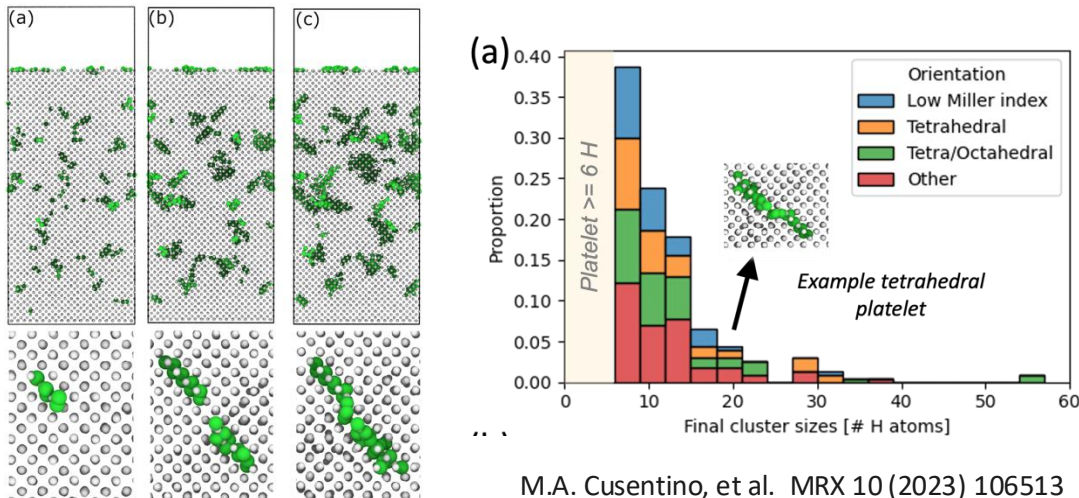 (a)
(b)
(c)
(a)
0.40
0.35
0.30
0.25
0.20
0.15
0.10
0.05
0.00
Proportion
Platelet >= 6 H
Orientation
Low Miller index
Tetrahedral
Tetra/Octahedral
Other
Example tetrahedral
platelet
0
10
20
30
40
50
60
Final cluster sizes [# H atoms]
M.A. Cusentino, et al. MRX 10 (2023) 106513